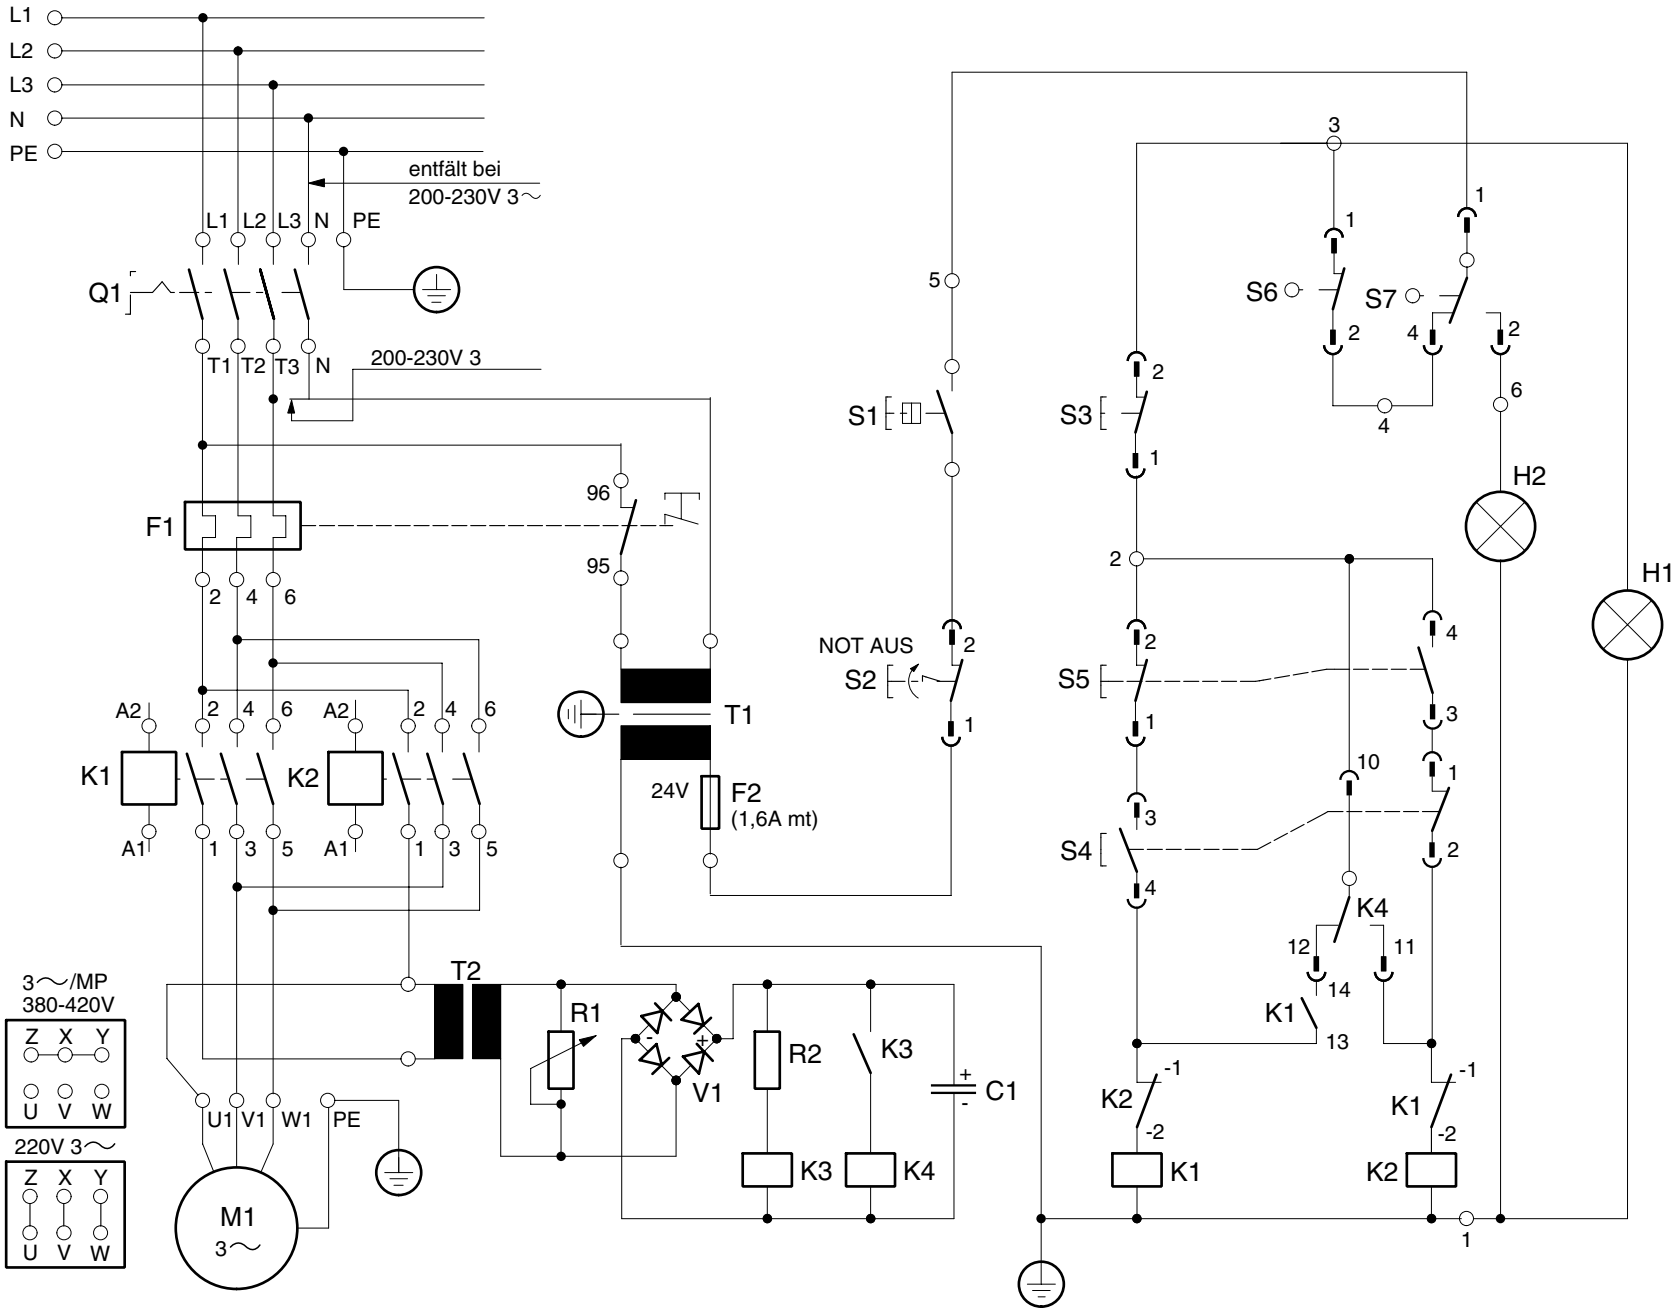 L1
L2
L3
N
PE
entfält bei
200-230V 3~
L1 L2 L3 N PE
Q1
T1 T2 T3 N
200-230V 3
F1
96
95
2 4 6
A2 2 4 6 A2 2 4 6
K1 K2
A1 1 3 5 A1 1 3 5
T1
24V
F2
(1,6A mt)
3
1
1
5
S6
S7
2 4 2
6
4
S1
2
S3
1
H2
H1
2
NOT AUS
S2
2
1
2
S5
1
4
3
1
10
3
S4
4
2
K4
12 11
14
K1
13
-1
K2
-2
K1
-1
K1
-2
K2
1
T2
R1
- +
V1
R2
K3
+
C1
-
K3
K4
3~/MP
380-420V
Z X Y
U V W
220V 3~
Z X Y
U V W
U1 V1 W1 PE
M1
3~